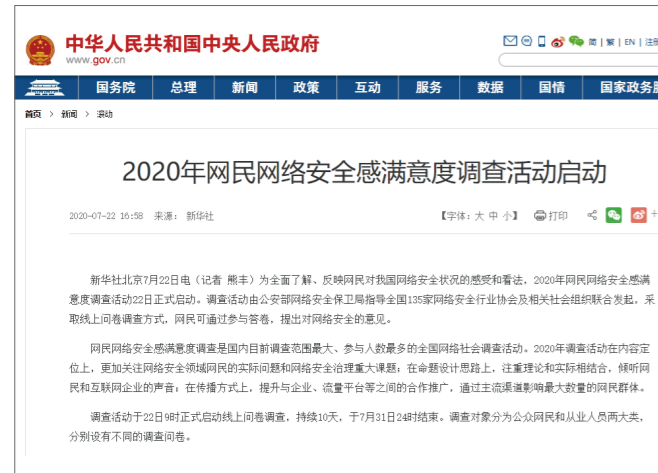 中华人民共和国中央人民政府
www.gov.cn
简 | 繁 | EN | 注册
国务院 总理 新闻 政策 互动 服务 数据 国情 国家政务服
首页 > 新闻 > 滚动
2020年网民网络安全感满意度调查活动启动
2020-07-22 16:58 来源： 新华社 【字体：大 中 小】 打印
新华社北京7月22日电（记者 熊丰）为全面了解、反映网民对我国网络安全状况的感受和看法，2020年网民网络安全感满
意度调查活动22日正式启动。调查活动由公安部网络安全保卫局指导全国135家网络安全行业协会及相关社会组织联合发起，采
取线上问卷调查方式，网民可通过参与答卷，提出对网络安全的意见。
网民网络安全感满意度调查是国内目前调查范围最大、参与人数最多的全国网络社会调查活动。2020年调查活动在内容定
位上，更加关注网络安全领域网民的实际问题和网络安全治理重大课题；在命题设计思路上，注重理论和实际相结合，倾听网
民和互联网企业的声音；在传播方式上，提升与企业、流量平台等之间的合作推广，通过主流渠道影响最大数量的网民群体。
调查活动于22日9时正式启动线上问卷调查，持续10天，于7月31日24时结束。调查对象分为公众网民和从业人员两大类，
分别设有不同的调查问卷。